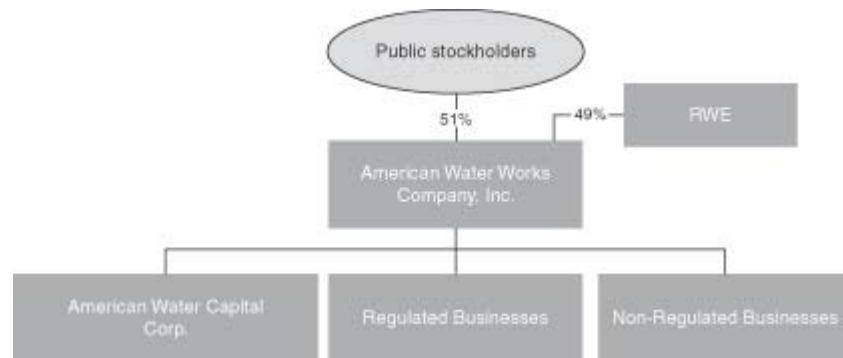 Public stockholders
51%
49%
RWE
American Water Works
Company, Inc.
American Water Capital
Corp.
Regulated Businesses
Non-Regulated Businesses